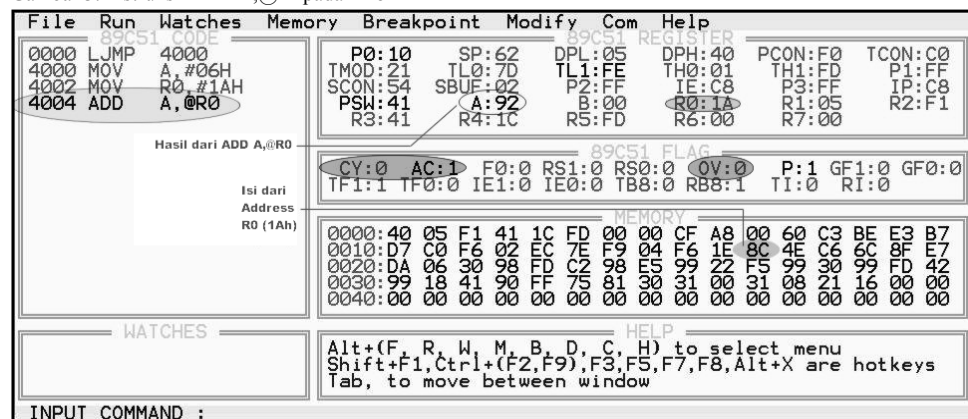 File Run Watches Memory Breakpoint Modify Com Help
89C51 CODE
0000 LJMP 4000
4000 MOV A,#06H
4002 MOV R0,#1AH
4004 ADD A,@R0
Hasil dari ADD A,@R0
Isi dari
Address
R0 (1Ah)
89C51 REGISTER
P0:10 SP:62 DPL:05 DPH:40 PCON:F0 TCON:C0
TMOD:21 TL0:7D TL1:FE TH0:01 TH1:FD P1:FF
SCON:54 SBUF:02 P2:FF IE:C8 P3:FF IP:C8
PSW:41 A:92 B:00 R0:1A R1:05 R2:F1
R3:41 R4:1C R5:FD R6:00 R7:00
89C51 FLAG
CY:0 AC:1 F0:0 RS1:0 RS0:0 OV:0 P:1 GF1:0 GF0:0
TF1:1 TF0:0 IE1:0 IE0:0 TB8:0 RB8:1 TI:0 RI:0
MEMORY
0000:40 05 F1 41 1C FD 00 00 CF A8 00 60 C3 BE E3 B7
0010:D7 C0 F6 02 EC 7E F9 04 F6 1E 8C 4E C6 6C 8F E7
0020:DA 06 30 98 FD C2 98 E5 99 22 F5 99 30 99 FD 42
0030:99 18 41 90 FF 75 81 30 31 00 31 08 21 16 00 00
0040:00 00 00 00 00 00 00 00 00 00 00 00 00 00 00 00
WATCHES
HELP
Alt+(F, R, W, M, B, D, C, H) to select menu
Shift+F1,Ctrl+(F2,F9),F3,F5,F7,F8,Alt+X are hotkeys
Tab, to move between window
INPUT COMMAND :